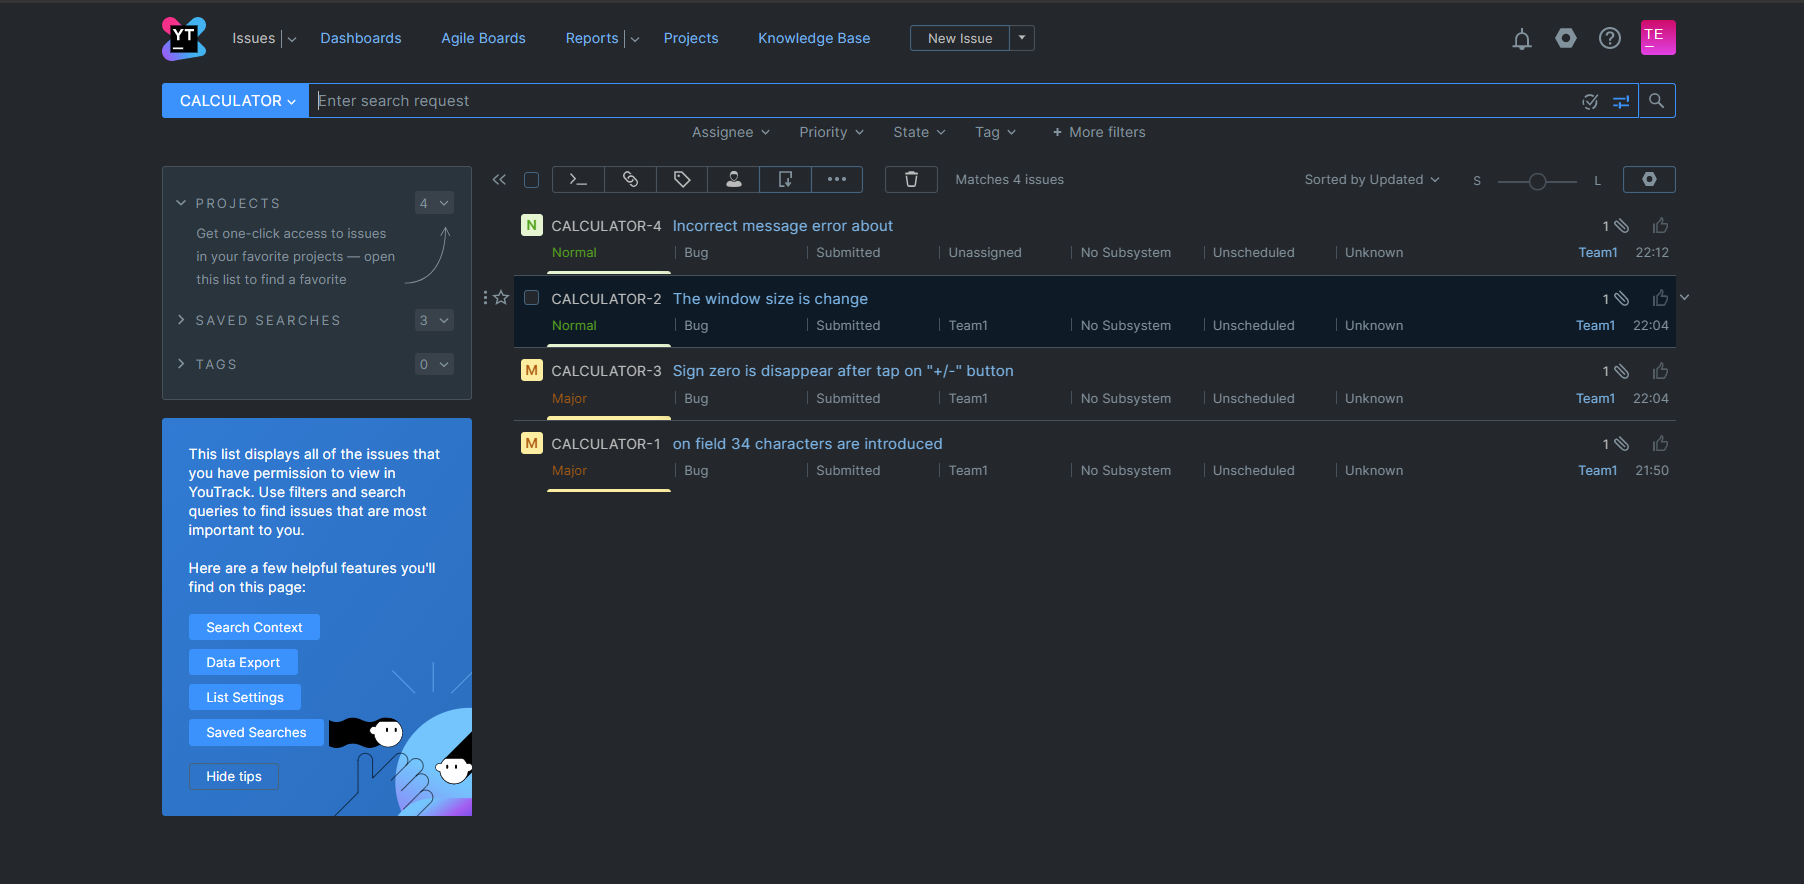 YT Issues Dashboards Agile Boards Reports Projects Knowledge Base New Issue TE
CALCULATOR Enter search request
Assignee Priority State Tag + More filters
Matches 4 issues Sorted by Updated S L
PROJECTS 4
Get one-click access to issues
in your favorite projects — open
this list to find a favorite
SAVED SEARCHES 3
TAGS 0
N CALCULATOR-4 Incorrect message error about 1
Normal Bug Submitted Unassigned No Subsystem Unscheduled Unknown Team1 22:12
CALCULATOR-2 The window size is change 1
Normal Bug Submitted Team1 No Subsystem Unscheduled Unknown Team1 22:04
M CALCULATOR-3 Sign zero is disappear after tap on "+/-" button 1
Major Bug Submitted Team1 No Subsystem Unscheduled Unknown Team1 22:04
M CALCULATOR-1 on field 34 characters are introduced 1
Major Bug Submitted Team1 No Subsystem Unscheduled Unknown Team1 21:50
This list displays all of the issues that
you have permission to view in
YouTrack. Use filters and search
queries to find issues that are most
important to you.
Here are a few helpful features you'll
find on this page:
Search Context
Data Export
List Settings
Saved Searches
Hide tips